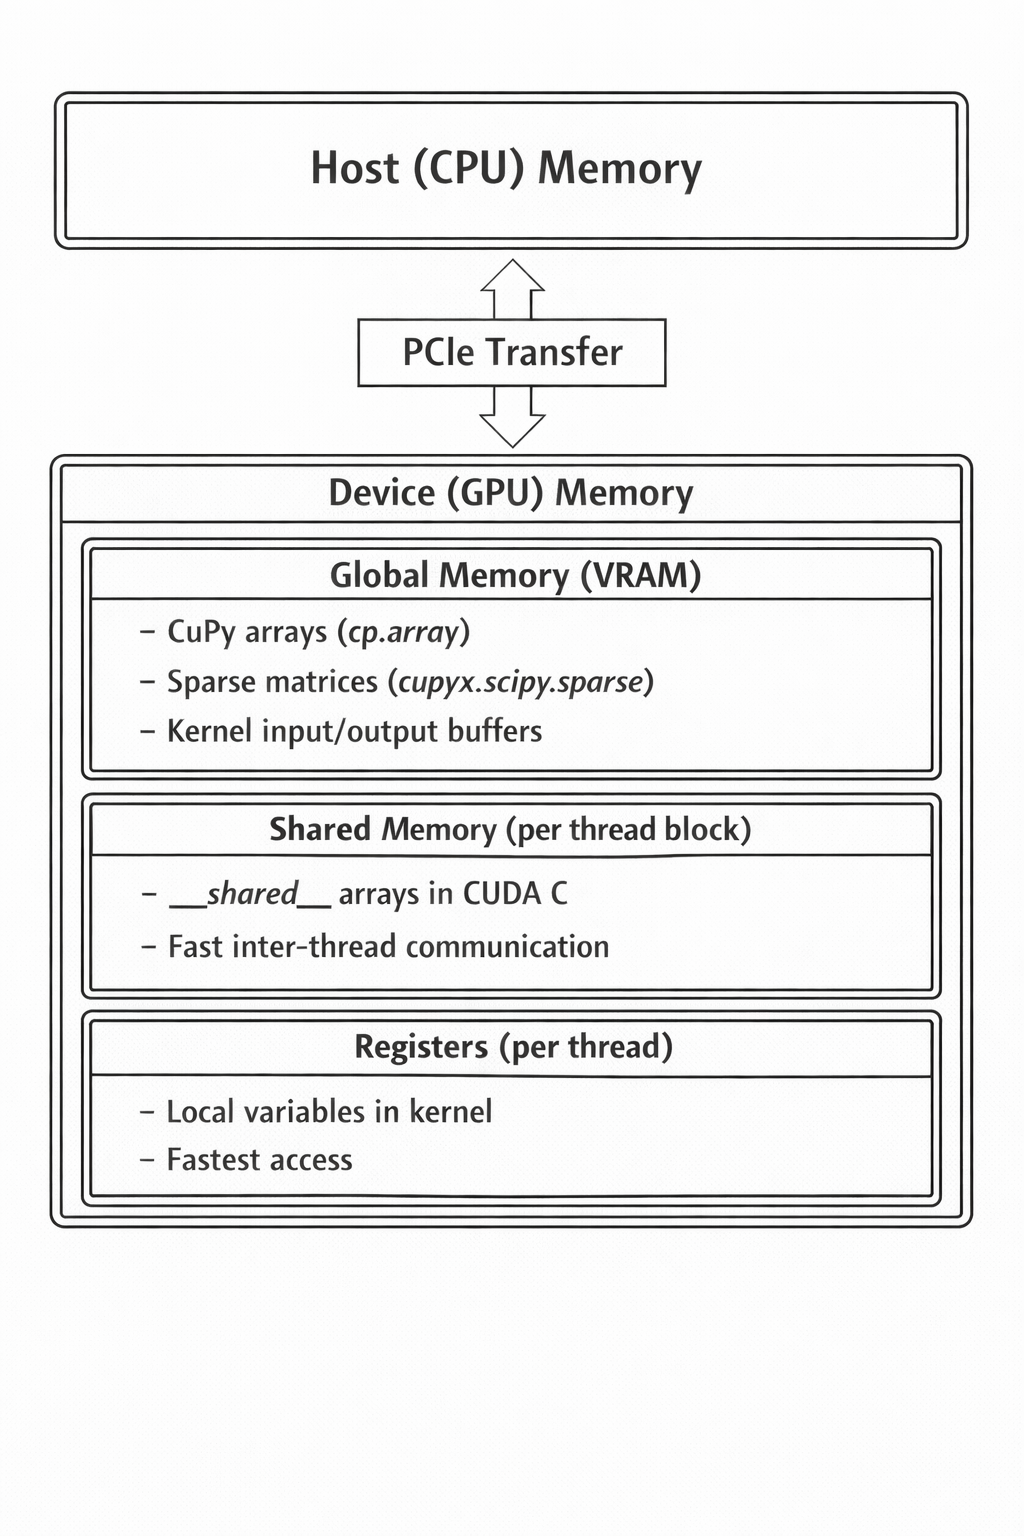 Host (CPU) Memory
PCIe Transfer
Device (GPU) Memory
Global Memory (VRAM)
– CuPy arrays (cp.array)
– Sparse matrices (cupyx.scipy.sparse)
– Kernel input/output buffers
Shared Memory (per thread block)
– __shared__ arrays in CUDA C
– Fast inter-thread communication
Registers (per thread)
– Local variables in kernel
– Fastest access